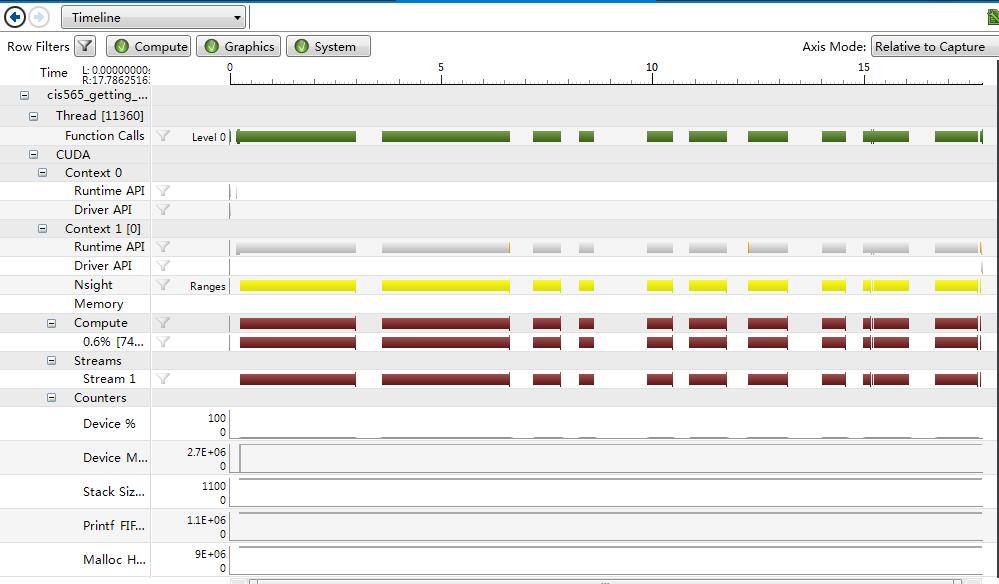 Timeline
Row Filters Compute Graphics System Axis Mode: Relative to Capture
Time L: 0.00000000: 0 5 10 15
R:17.7862516:
cis565_getting_...
Thread [11360]
Function Calls Level 0
CUDA
Context 0
Runtime API
Driver API
Context 1 [0]
Runtime API
Driver API
Nsight Ranges
Memory
Compute
0.6% [74...
Streams
Stream 1
Counters
Device % 100
0
Device M... 2.7E+06
0
Stack Siz... 1100
0
Printf FIF... 1.1E+06
0
Malloc H... 9E+06
0